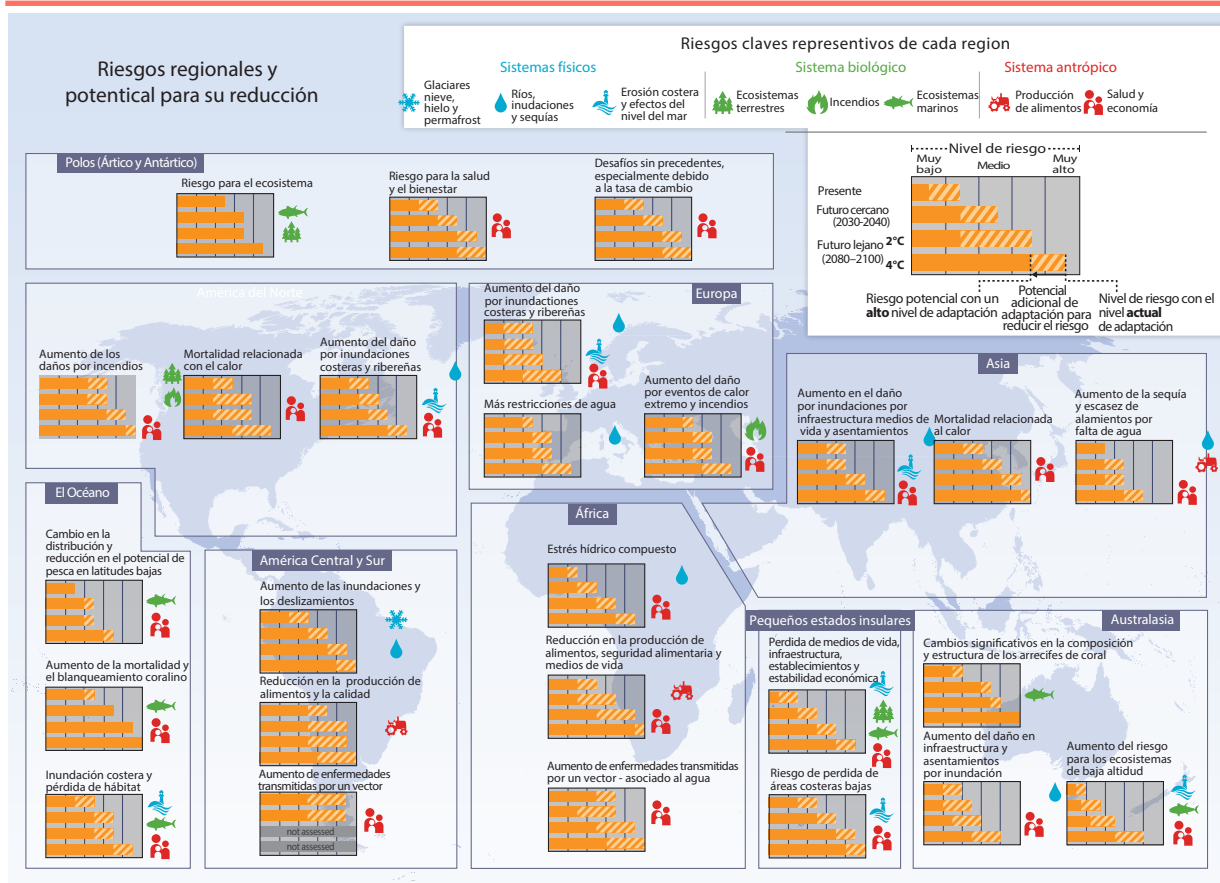 Riesgos regionales y
potentical para su reducción
Riesgos claves representivos de cada region
Sistemas físicos
Sistema biológico
Sistema antrópico
Glaciares
nieve,
hielo y
permafrost
Ríos,
inudaciones
y sequías
Erosión costera
y efectos del
nivel del mar
Ecosistemas
terrestres
Incendios
Ecosistemas
marinos
Producción
de alimentos
Salud y
economía
Nivel de riesgo
Muy
bajo
Medio
Muy
alto
Presente
Futuro cercano
(2030-2040)
Futuro lejano
(2080–2100)
2°C
4°C
Riesgo potencial con un
alto nivel de adaptación
Potencial
adicional de
adaptación para
reducir el riesgo
Nivel de riesgo con el
nivel actual
de adaptación
Polos (Ártico y Antártico)
Riesgo para el ecosistema
Riesgo para la salud
y el bienestar
Desafíos sin precedentes,
especialmente debido
a la tasa de cambio
América del Norte
Aumento de los
daños por incendios
Mortalidad relacionada
con el calor
Aumento del daño
por inundaciones
costeras y ribereñas
Europa
Aumento del daño
por inundactiones
costeras y ribereñas
Más restricciones de agua
Aumento del daño
por eventos de calor
extremo y incendios
Asia
Aumento en el daño
por inundaciones por
infraestructura medios de
vida y asentamientos
Mortalidad relacionada
al calor
Aumento de la sequía
y escasez de
alamientos por
falta de agua
El Océano
Cambio en la
distribución y
reducción en el potencial de
pesca en latitudes bajas
Aumento de la mortalidad y
el blanqueamiento coralino
Inundación costera y
pérdida de hábitat
América Central y Sur
Aumento de las inundaciones y
los deslizamientos
Reducción en la producción de
alimentos y la calidad
Aumento de enfermedades
transmitidas por un vector
not assessed
not assessed
África
Estrés hídrico compuesto
Reducción en la producción de
alimentos, seguridad alimentaria y
medios de vida
Aumento de enfermedades transmitidas
por un vector - asociado al agua
Pequeños estados insulares
Perdida de medios de vida,
infraestructura,
establecimientos y
estabilidad económica
Riesgo de perdida de
áreas costeras bajas
Australasia
Cambios significativos en la composición
y estructura de los arrecifes de coral
Aumento del daño en
infraestructura y
asentamientos
por inundación
Aumento del riesgo
para los ecosistemas
de baja altidud